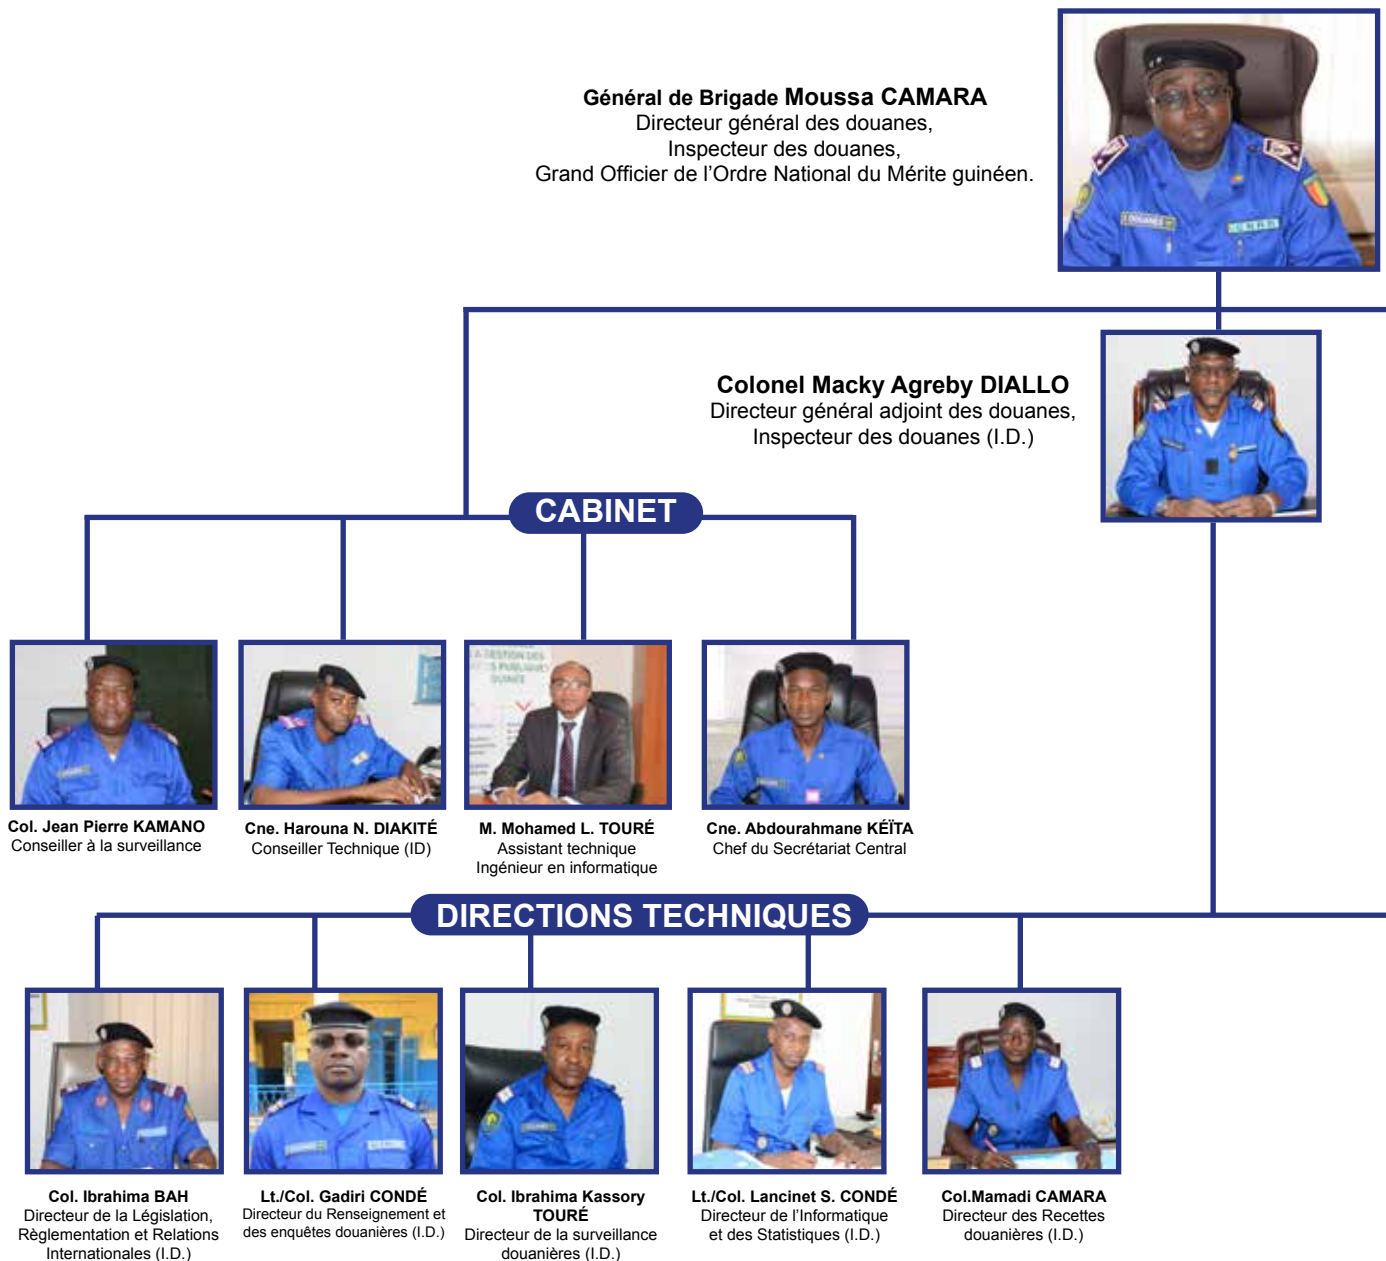 Général de Brigade Moussa CAMARA
Directeur général des douanes,
Inspecteur des douanes,
Grand Officier de l’Ordre National du Mérite guinéen.
DOUANES
Colonel Macky Agreby DIALLO
Directeur général adjoint des douanes,
Inspecteur des douanes (I.D.)
CABINET
GESTION DES
GUINÉE
Col. Jean Pierre KAMANO
Conseiller à la surveillance
Cne. Harouna N. DIAKITÉ
Conseiller Technique (ID)
M. Mohamed L. TOURÉ
Assistant technique
Ingénieur en informatique
Cne. Abdourahmane KÉÏTA
Chef du Secrétariat Central
DIRECTIONS TECHNIQUES
Col. Ibrahima BAH
Directeur de la Législation,
Règlementation et Relations
Internationales (I.D.)
Lt./Col. Gadiri CONDÉ
Directeur du Renseignement et
des enquêtes douanières (I.D.)
Col. Ibrahima Kassory
TOURÉ
Directeur de la surveillance
douanières (I.D.)
Lt./Col. Lancinet S. CONDÉ
Directeur de l’Informatique
et des Statistiques (I.D.)
Col.Mamadi CAMARA
Directeur des Recettes
douanières (I.D.)